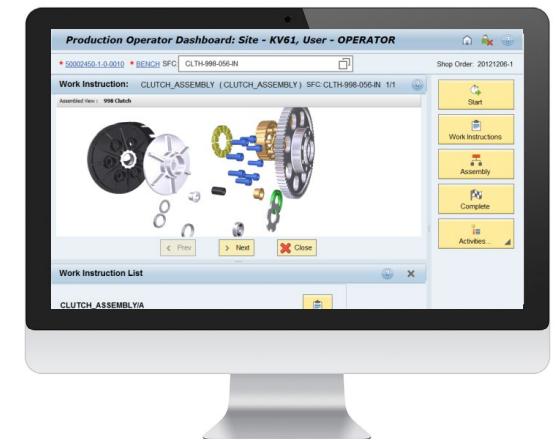 Production Operator Dashboard: Site - KV61, User - OPERATOR
* 50002450-1-0-0010 * BENCH SFC: CLTH-998-056-IN Shop Order: 20121206-1
Work Instruction: CLUTCH_ASSEMBLY ( CLUTCH_ASSEMBLY ) SFC: CLTH-998-056-IN 1/1
Assembled View : 998 Clutch
Start
Work Instructions
Assembly
Complete
Activities...
< Prev > Next Close
Work Instruction List
CLUTCH_ASSEMBLY/A